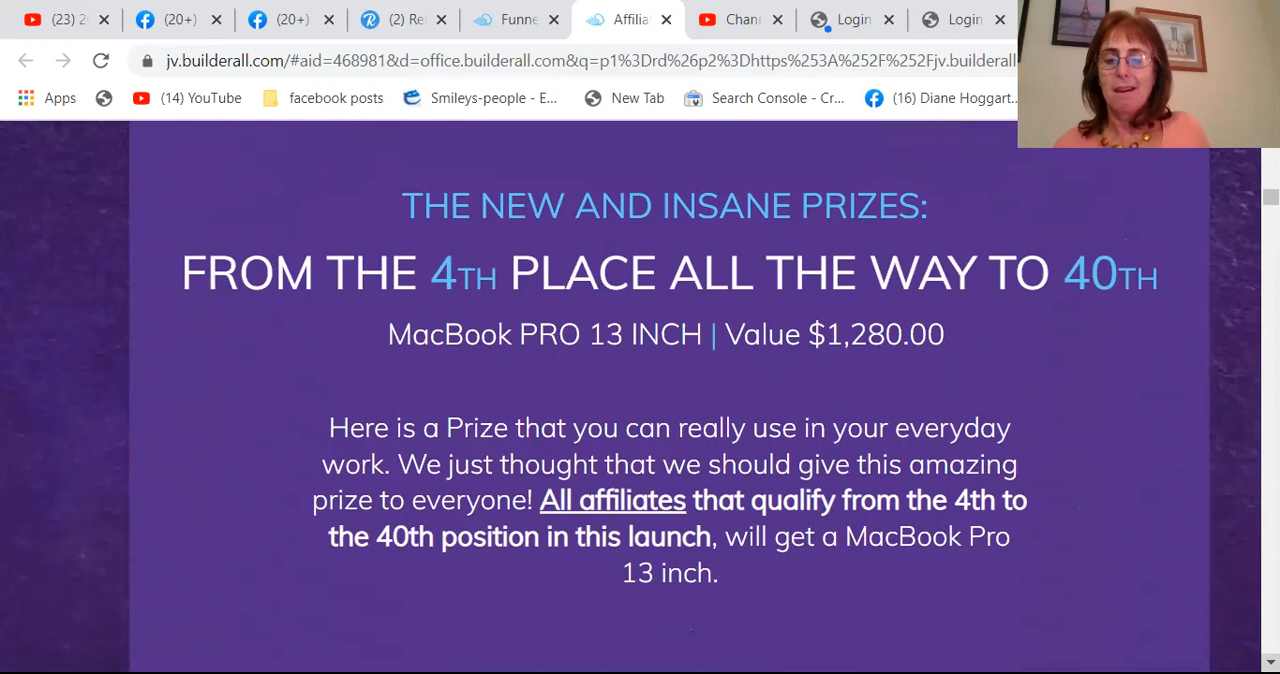 (23) 2
(20+)
(20+)
(2) Re
Funne
Affilia
Chan
Login
Login
jv.builderall.com/#aid=468981&d=office.builderall.com&q=p1%3Drd%26p2%3Dhttps%253A%252F%252Fjv.builderall
Apps
(14) YouTube
facebook posts
Smileys-people - E...
New Tab
Search Console - Cr...
(16) Diane Hoggart...
THE NEW AND INSANE PRIZES:
FROM THE 4TH PLACE ALL THE WAY TO 40TH
MacBook PRO 13 INCH | Value $1,280.00
Here is a Prize that you can really use in your everyday
work. We just thought that we should give this amazing
prize to everyone! All affiliates that qualify from the 4th to
the 40th position in this launch, will get a MacBook Pro
13 inch.